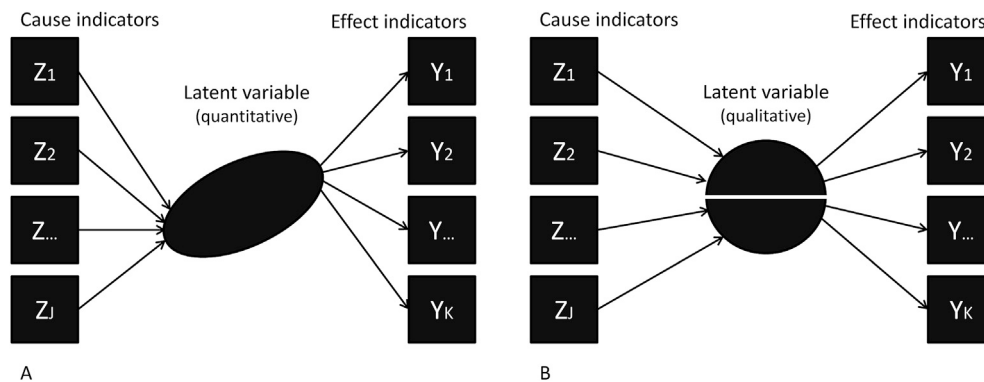 Cause indicators
Effect indicators
Z1
Z2
Z...
ZJ
Latent variable
(quantitative)
Y1
Y2
Y...
YK
A
Cause indicators
Effect indicators
Z1
Z2
Z...
ZJ
Latent variable
(qualitative)
Y1
Y2
Y...
YK
B